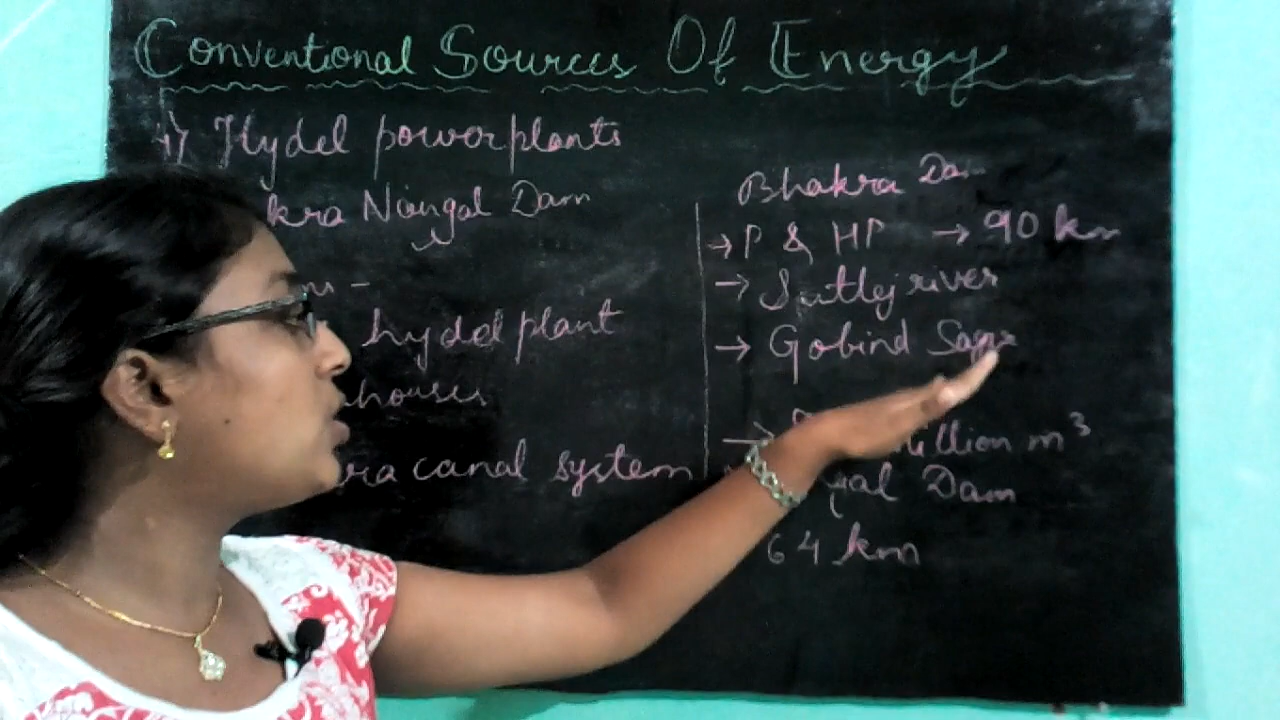 Conventional Sources Of Energy
Hydel powerplants
kra Nangal Dam
hydel plant
houses
ra canal system
Bhakra Dam
→ P & HP → 90 km
→ Sutlej river
→ Gobind Sagar
→ illion m³
gal Dam
64 km